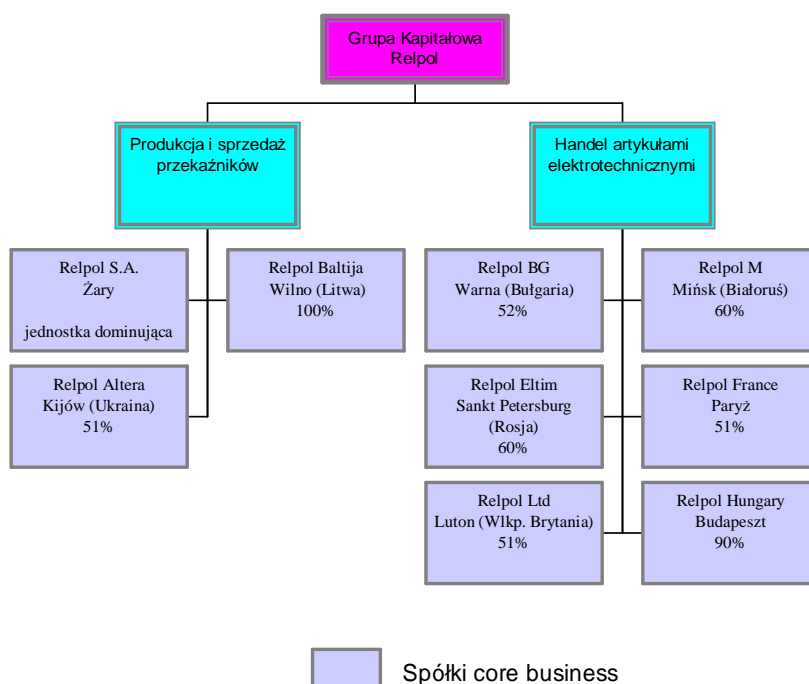 Grupa Kapitałowa
Relpol
Produkcja i sprzedaż
przekaźników
Handel artykułami
elektrotechnicznymi
Relpol S.A.
Żary
jednostka dominująca
Relpol Baltija
Wilno (Litwa)
100%
Relpol BG
Warna (Bułgaria)
52%
Relpol M
Mińsk (Białoruś)
60%
Relpol Altera
Kijów (Ukraina)
51%
Relpol Eltim
Sankt Petersburg
(Rosja)
60%
Relpol France
Paryż
51%
Relpol Ltd
Luton (Wlkp. Brytania)
51%
Relpol Hungary
Budapeszt
90%
Spółki core business